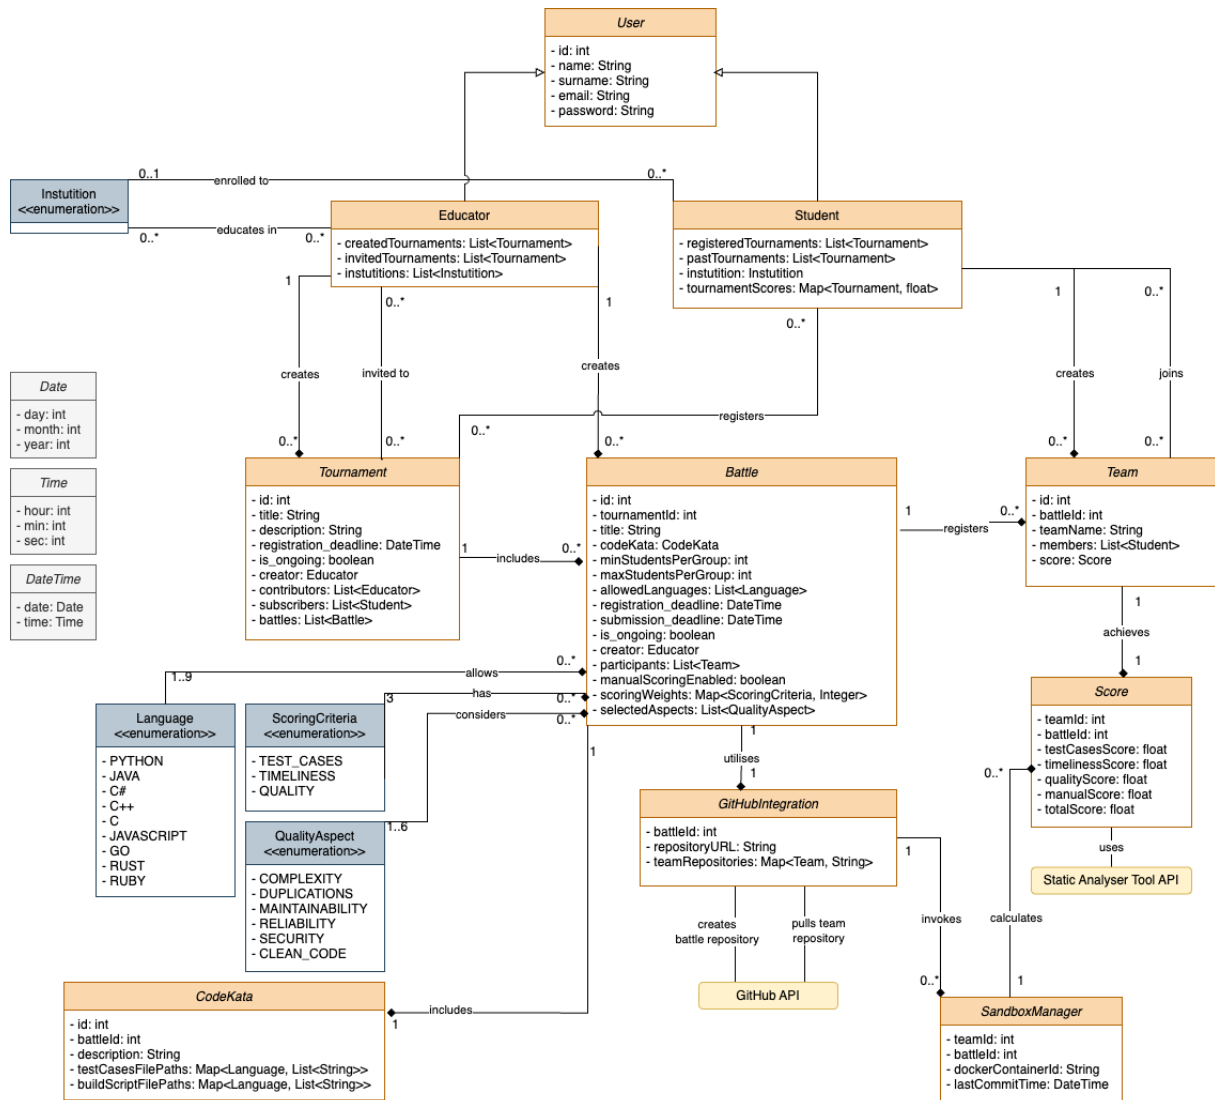 User
- id: int
- name: String
- surname: String
- email: String
- password: String
0..1
enrolled to
0..*
Instutition
<<enumeration>>
0..*
educates in
0..*
Educator
- createdTournaments: List<Tournament>
- invitedTournaments: List<Tournament>
- instutitions: List<Instutition>
Student
- registeredTournaments: List<Tournament>
- pastTournaments: List<Tournament>
- instutition: Instutition
- tournamentScores: Map<Tournament, float>
1
0..*
1
0..*
1
0..*
creates
invited to
creates
registers
creates
joins
0..*
0..*
0..*
0..*
0..*
0..*
Date
- day: int
- month: int
- year: int
Time
- hour: int
- min: int
- sec: int
DateTime
- date: Date
- time: Time
Tournament
- id: int
- title: String
- description: String
- registration_deadline: DateTime
- is_ongoing: boolean
- creator: Educator
- contributors: List<Educator>
- subscribers: List<Student>
- battles: List<Battle>
1
includes
0..*
Battle
- id: int
- tournamentId: int
- title: String
- codeKata: CodeKata
- minStudentsPerGroup: int
- maxStudentsPerGroup: int
- allowedLanguages: List<Language>
- registration_deadline: DateTime
- submission_deadline: DateTime
- is_ongoing: boolean
- creator: Educator
- participants: List<Team>
- manualScoringEnabled: boolean
- scoringWeights: Map<ScoringCriteria, Integer>
- selectedAspects: List<QualityAspect>
1
registers
0..*
Team
- id: int
- battleId: int
- teamName: String
- members: List<Student>
- score: Score
1
achieves
1
Score
- teamId: int
- battleId: int
- testCasesScore: float
- timelinessScore: float
- qualityScore: float
- manualScore: float
- totalScore: float
uses
Static Analyser Tool API
1..9
allows
0..*
3
has
0..*
considers
0..*
1..6
Language
<<enumeration>>
- PYTHON
- JAVA
- C#
- C++
- C
- JAVASCRIPT
- GO
- RUST
- RUBY
ScoringCriteria
<<enumeration>>
- TEST_CASES
- TIMELINESS
- QUALITY
QualityAspect
<<enumeration>>
- COMPLEXITY
- DUPLICATIONS
- MAINTAINABILITY
- RELIABILITY
- SECURITY
- CLEAN_CODE
1
1
utilises
1
GitHubIntegration
- battleId: int
- repositoryURL: String
- teamRepositories: Map<Team, String>
creates
battle repository
pulls team
repository
GitHub API
1
invokes
0..*
0..*
calculates
1
CodeKata
- id: int
- battleId: int
- description: String
- testCasesFilePaths: Map<Language, List<String>>
- buildScriptFilePaths: Map<Language, List<String>>
1
includes
SandboxManager
- teamId: int
- battleId: int
- dockerContainerId: String
- lastCommitTime: DateTime